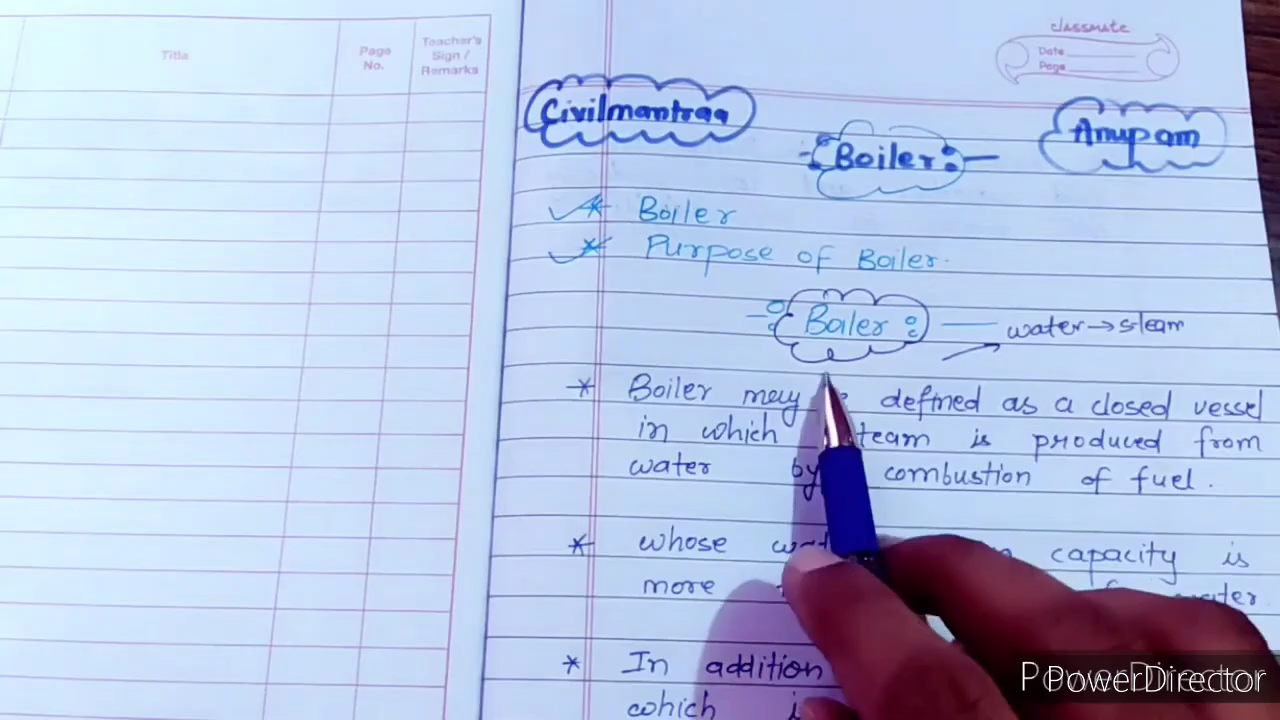 Title
Page No.
Teacher's Sign / Remarks
classmate
Date
Page
Civilmantraa
Boiler
Anupam
* Boiler
* Purpose of Boiler.
Boiler
water → steam
* Boiler may defined as a closed vessel
in which team is produced from
water by combustion of fuel.
* whose capacity is
more water.
* In addition
which
PowerDirector